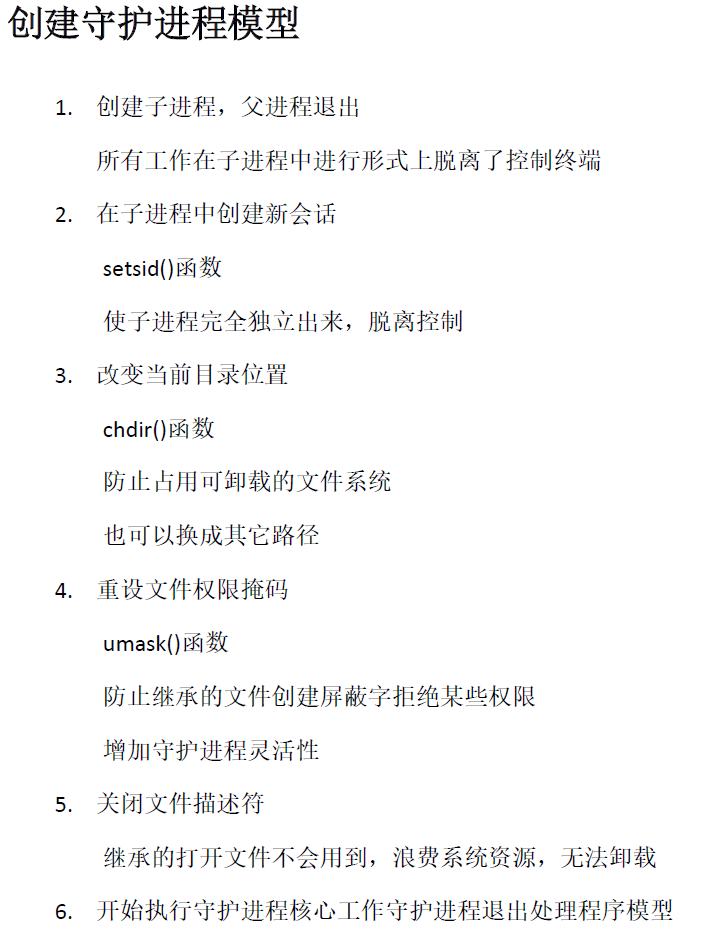 创建守护进程模型
1. 创建子进程，父进程退出
所有工作在子进程中进行形式上脱离了控制终端
2. 在子进程中创建新会话
setsid()函数
使子进程完全独立出来，脱离控制
3. 改变当前目录位置
chdir()函数
防止占用可卸载的文件系统
也可以换成其它路径
4. 重设文件权限掩码
umask()函数
防止继承的文件创建屏蔽字拒绝某些权限
增加守护进程灵活性
5. 关闭文件描述符
继承的打开文件不会用到，浪费系统资源，无法卸载
6. 开始执行守护进程核心工作守护进程退出处理程序模型